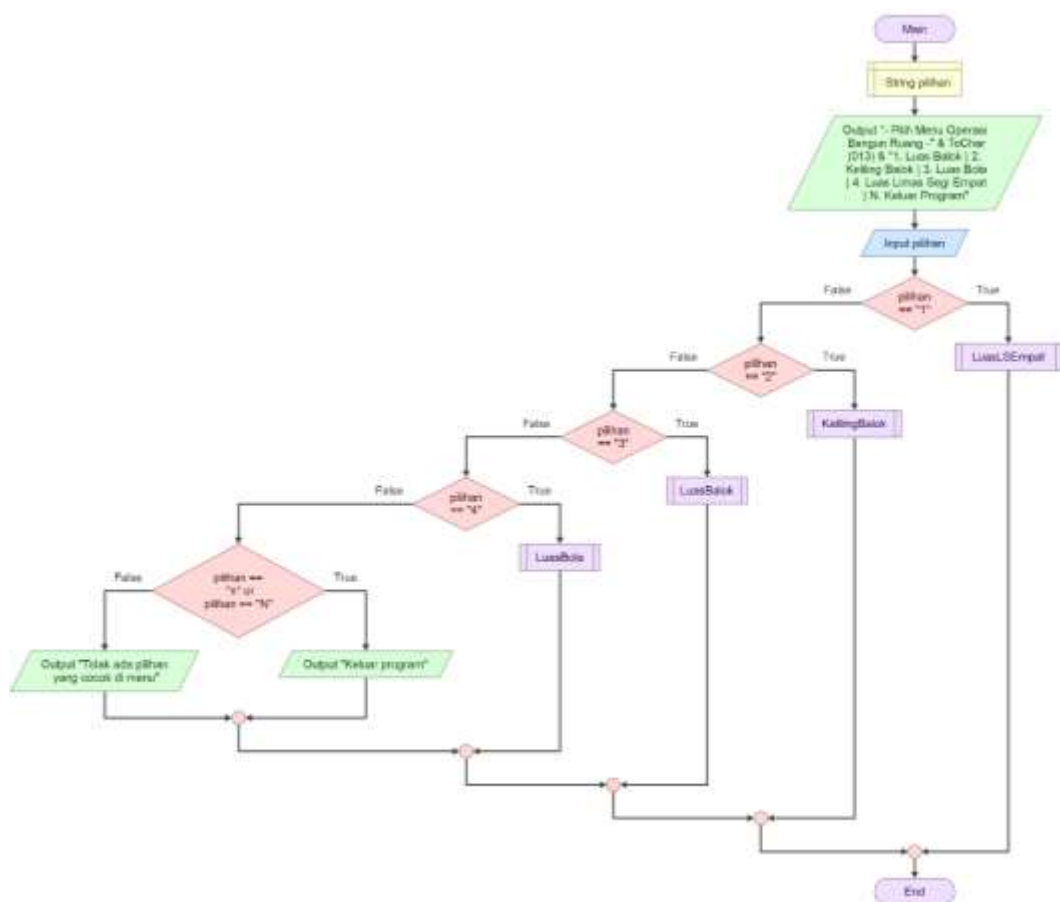 Main
String pilihan
Output "- Pilih Menu Operasi
Bangun Ruang -" & ToChar
(013) & "1. Luas Balok | 2.
Keliling Balok | 3. Luas Bola
| 4. Luas Limas Segi Empat
| N. Keluar Program"
Input pilihan
False
pilihan
== "1"
True
False
pilihan
== "2"
True
LuasLSEmpat
False
pilihan
== "3"
True
KelilingBalok
False
pilihan
== "4"
True
LuasBalok
False
pilihan ==
"n" or
pilihan == "N"
True
LuasBola
Output "Tidak ada pilihan
yang cocok di menu"
Output "Keluar program"
End